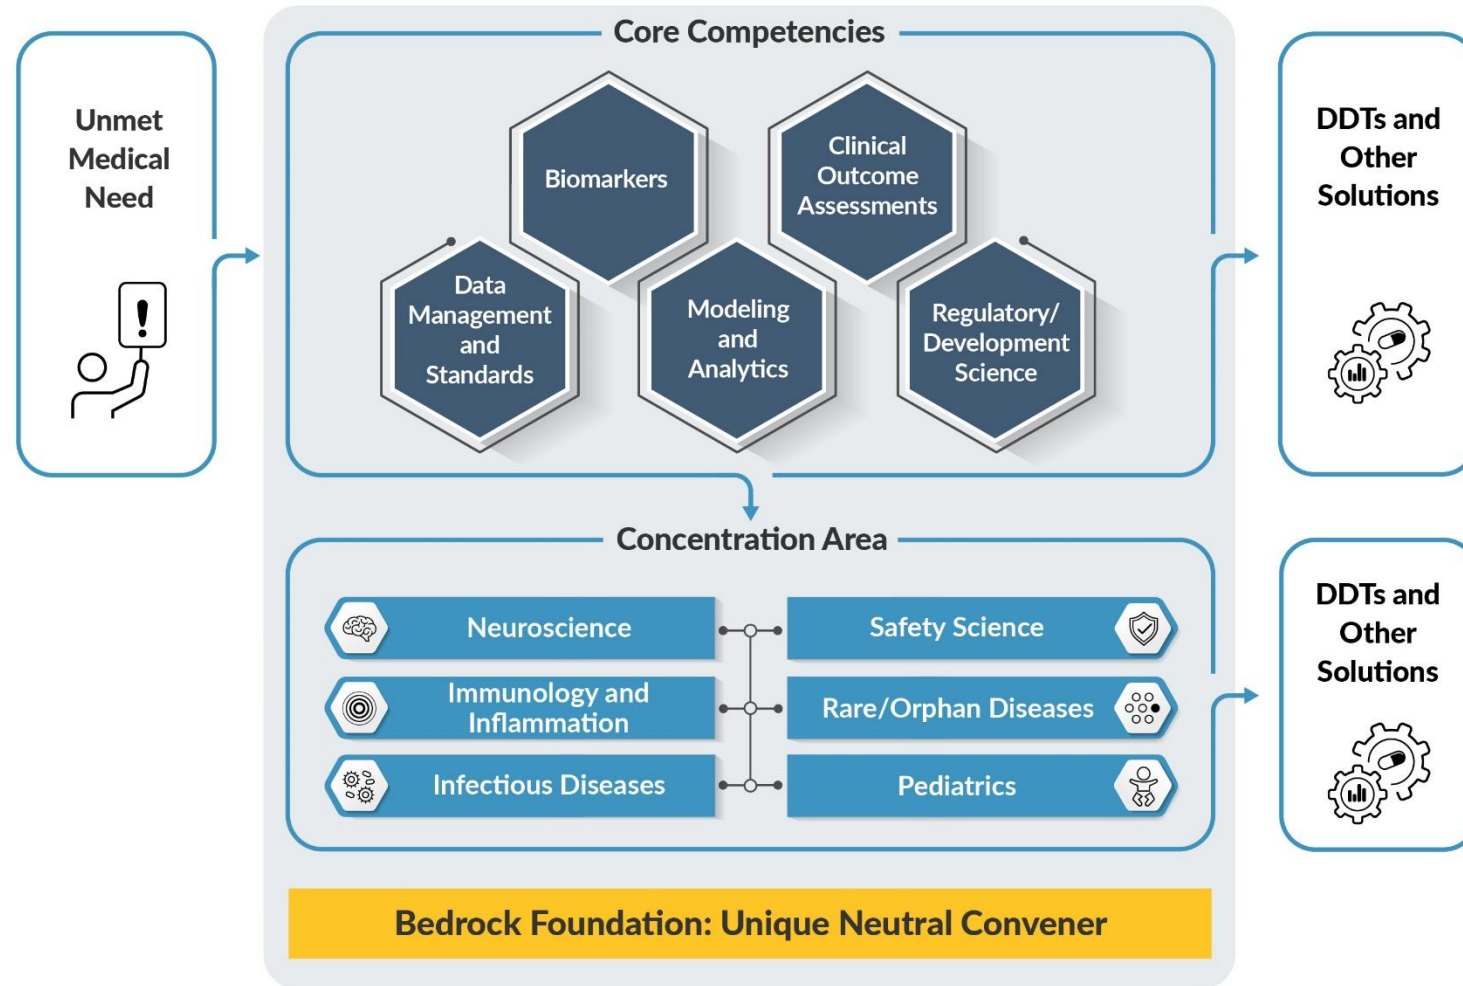 Core Competencies
Unmet
Medical
Need
Biomarkers
Clinical
Outcome
Assessments
Data
Management
and
Standards
Modeling
and
Analytics
Regulatory/
Development
Science
DDTs and
Other
Solutions
Concentration Area
Neuroscience
Safety Science
Immunology and
Inflammation
Rare/Orphan Diseases
Infectious Diseases
Pediatrics
DDTs and
Other
Solutions
Bedrock Foundation: Unique Neutral Convener